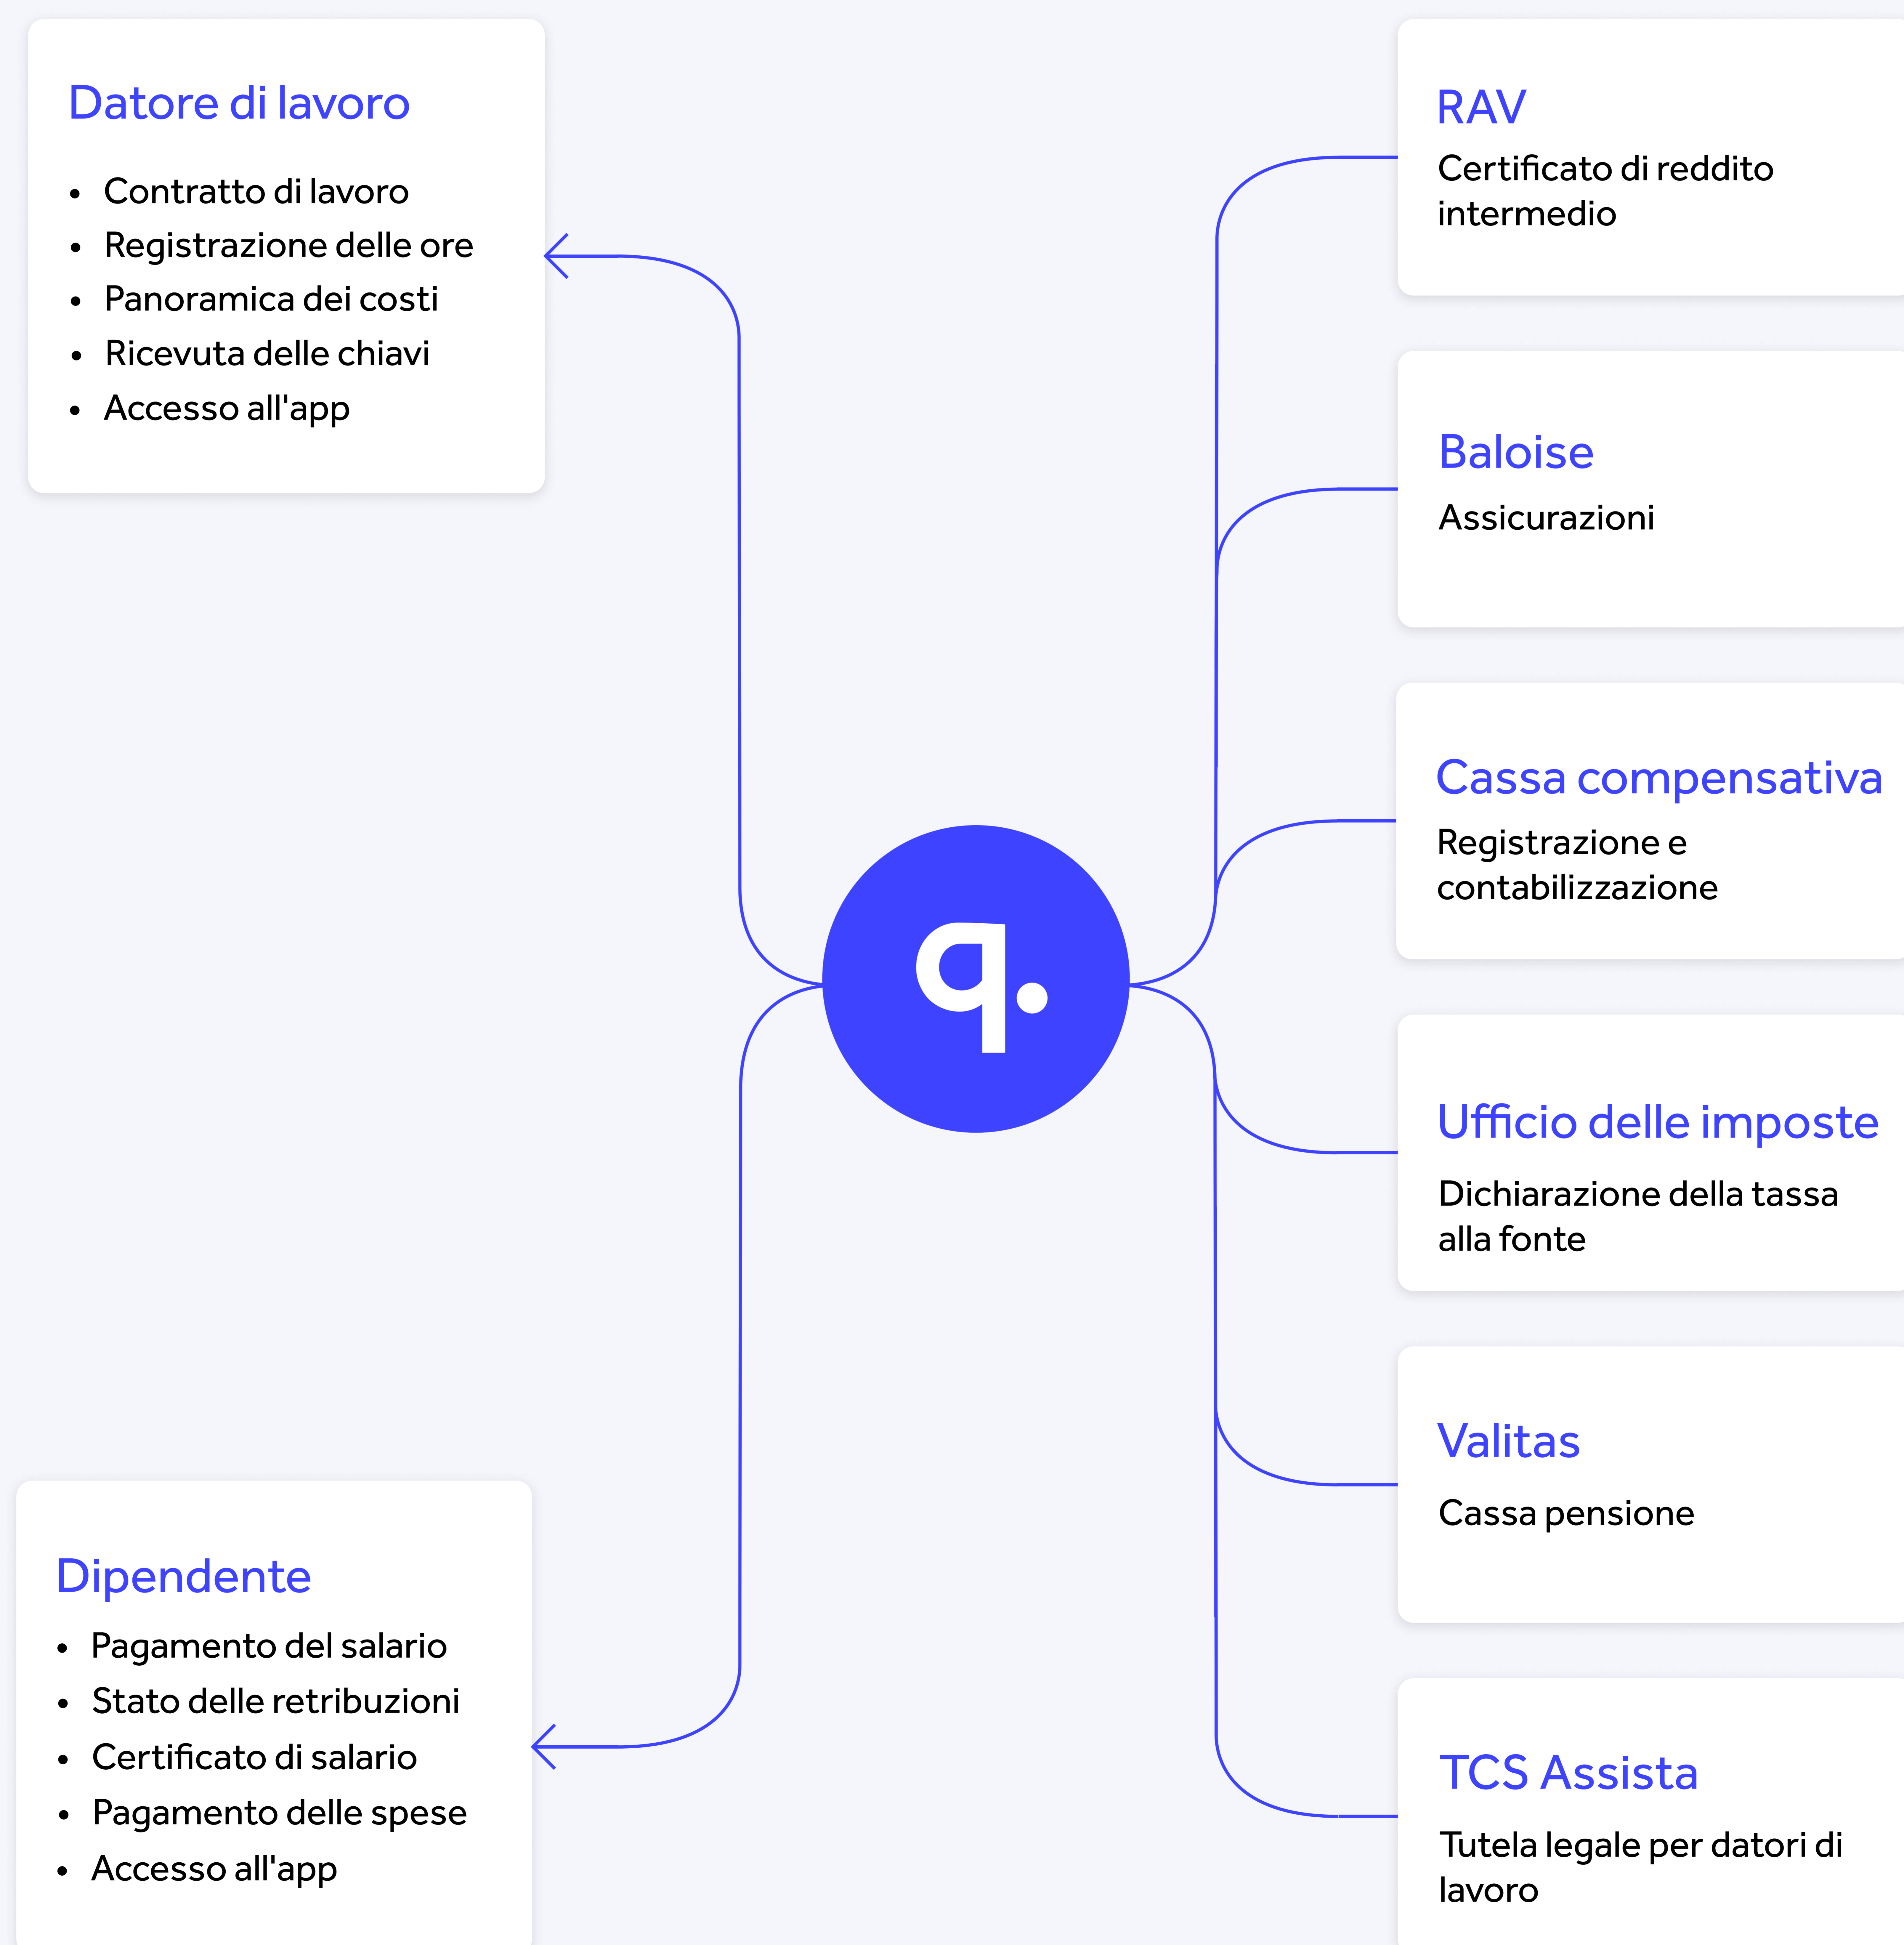 Datore di lavoro
• Contratto di lavoro
• Registrazione delle ore
• Panoramica dei costi
• Ricevuta delle chiavi
• Accesso all'app
Dipendente
• Pagamento del salario
• Stato delle retribuzioni
• Certificato di salario
• Pagamento delle spese
• Accesso all'app
q.
RAV
Certificato di reddito
intermedio
Baloise
Assicurazioni
Cassa compensativa
Registrazione e
contabilizzazione
Ufficio delle imposte
Dichiarazione della tassa
alla fonte
Valitas
Cassa pensione
TCS Assista
Tutela legale per datori di
lavoro